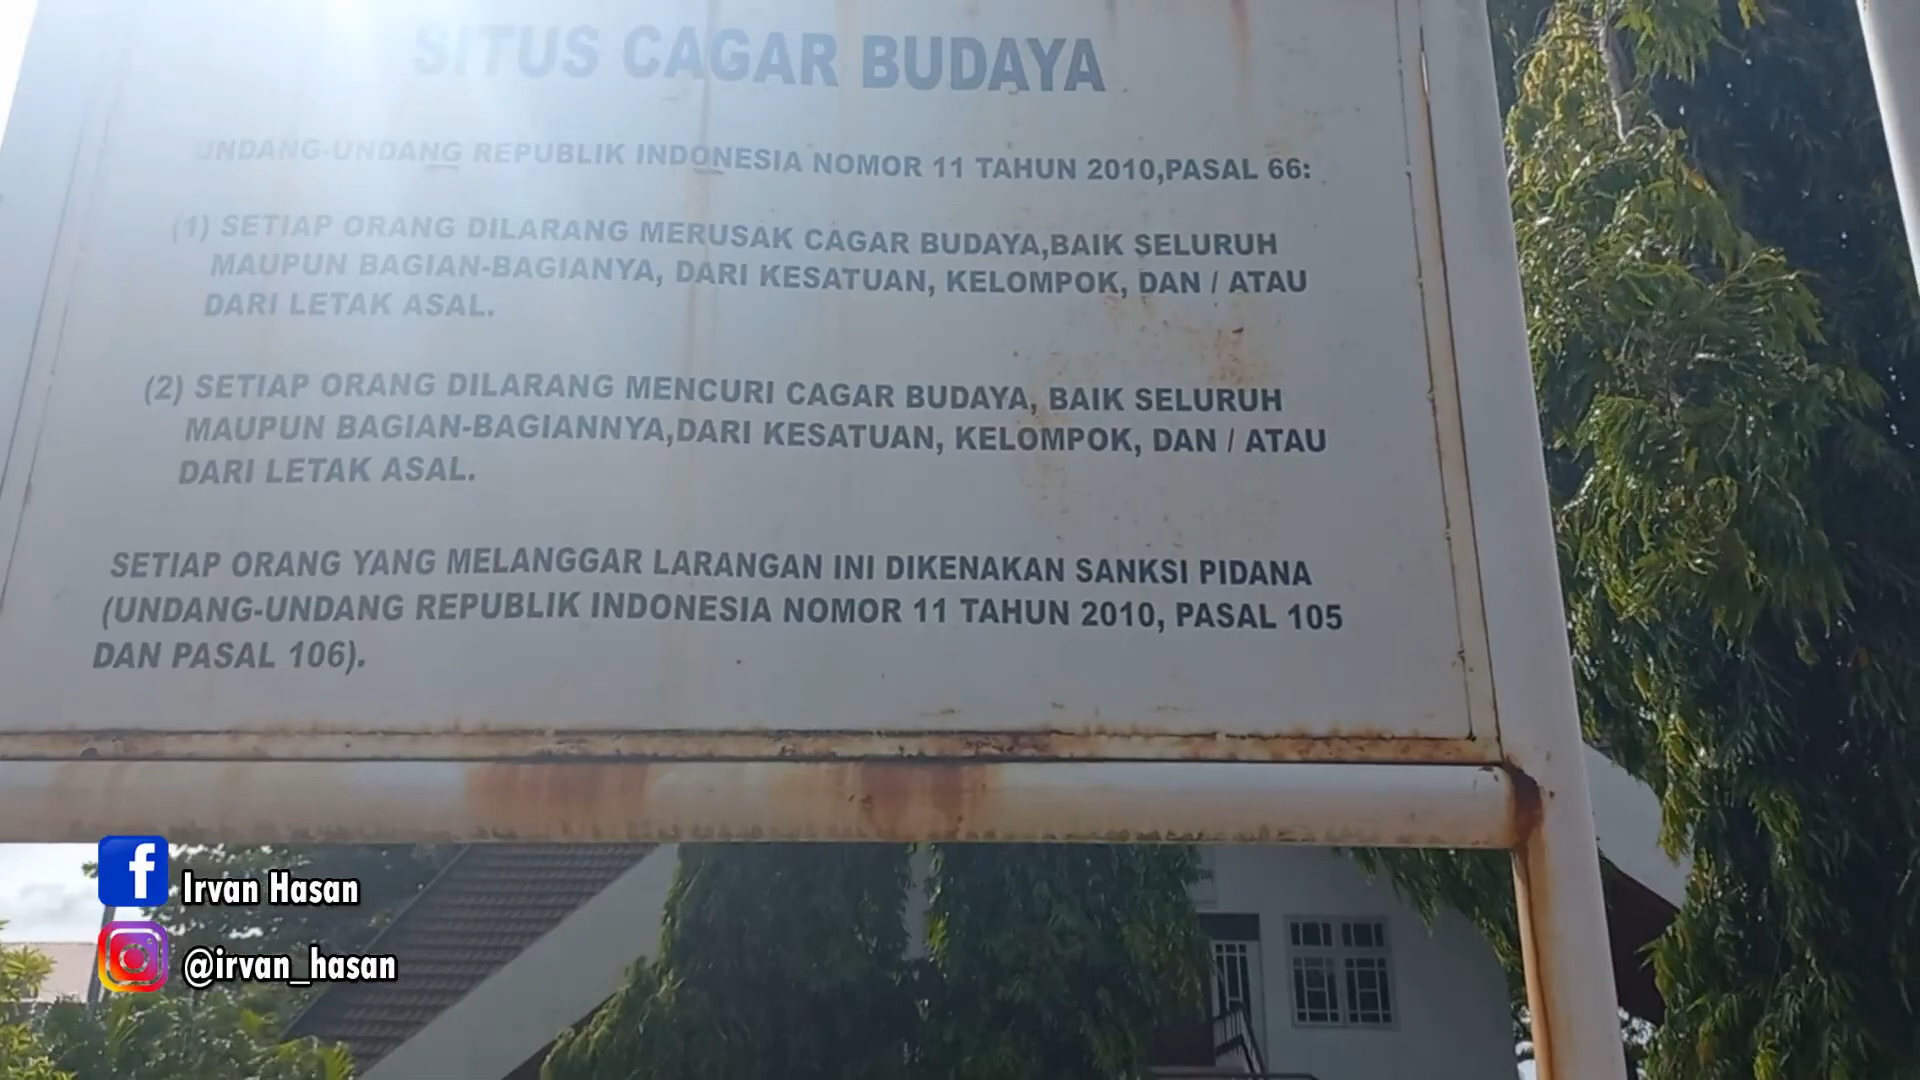 SITUS CAGAR BUDAYA
UNDANG-UNDANG REPUBLIK INDONESIA NOMOR 11 TAHUN 2010,PASAL 66:
(1) SETIAP ORANG DILARANG MERUSAK CAGAR BUDAYA,BAIK SELURUH
MAUPUN BAGIAN-BAGIANYA, DARI KESATUAN, KELOMPOK, DAN / ATAU
DARI LETAK ASAL.
(2) SETIAP ORANG DILARANG MENCURI CAGAR BUDAYA, BAIK SELURUH
MAUPUN BAGIAN-BAGIANNYA,DARI KESATUAN, KELOMPOK, DAN / ATAU
DARI LETAK ASAL.
SETIAP ORANG YANG MELANGGAR LARANGAN INI DIKENAKAN SANKSI PIDANA
(UNDANG-UNDANG REPUBLIK INDONESIA NOMOR 11 TAHUN 2010, PASAL 105
DAN PASAL 106).
f Irvan Hasan
@irvan_hasan